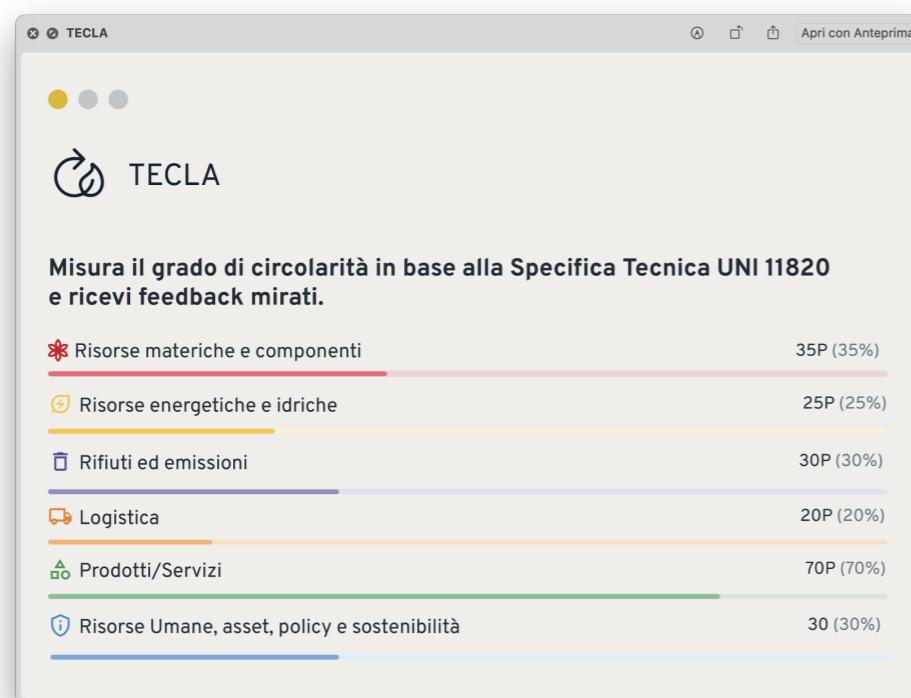 TECLA
Apri con Anteprima
TECLA
Misura il grado di circolarità in base alla Specifica Tecnica UNI 11820
e ricevi feedback mirati.
Risorse materiche e componenti 35P (35%)
Risorse energetiche e idriche 25P (25%)
Rifiuti ed emissioni 30P (30%)
Logistica 20P (20%)
Prodotti/Servizi 70P (70%)
Risorse Umane, asset, policy e sostenibilità 30 (30%)